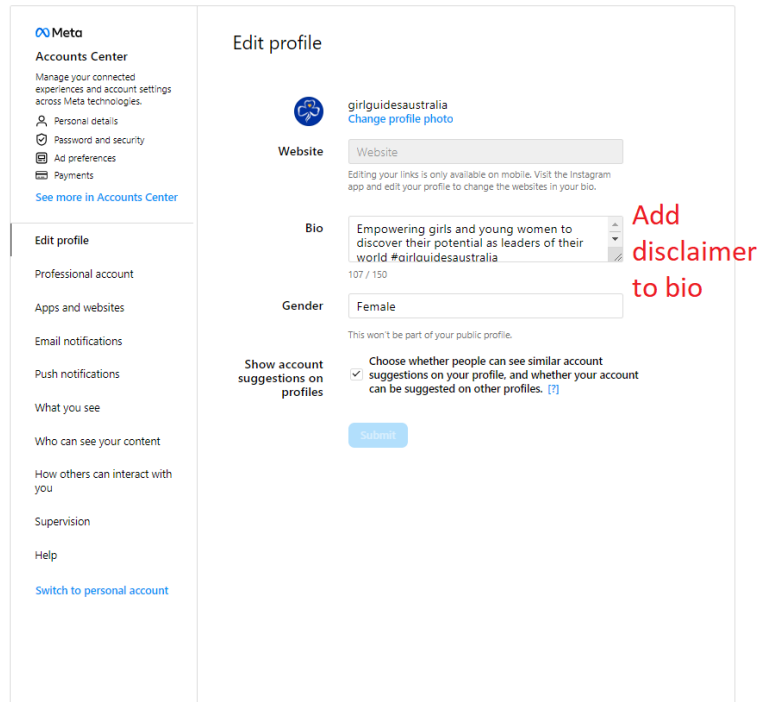 Meta
Accounts Center
Manage your connected
experiences and account settings
across Meta technologies.
Personal details
Password and security
Ad preferences
Payments
See more in Accounts Center
Edit profile
Professional account
Apps and websites
Email notifications
Push notifications
What you see
Who can see your content
How others can interact with
you
Supervision
Help
Switch to personal account
Edit profile
girlguidesaustralia
Change profile photo
Website
Website
Editing your links is only available on mobile. Visit the Instagram
app and edit your profile to change the websites in your bio.
Bio
Empowering girls and young women to
discover their potential as leaders of their
world #girlguidesaustralia
107 / 150
Gender
Female
This won't be part of your public profile.
Show account
suggestions on
profiles
Choose whether people can see similar account
suggestions on your profile, and whether your account
can be suggested on other profiles. [?]
Submit
Add
disclaimer
to bio